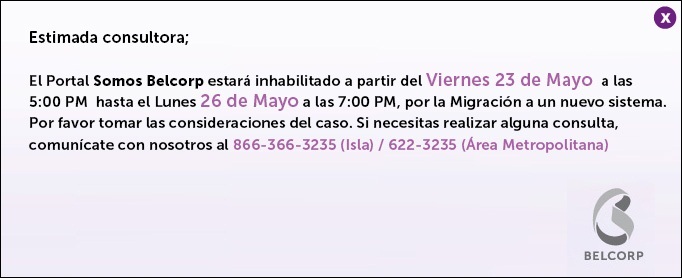 X
Estimada consultora;
El Portal Somos Belcorp estará inhabilitado a partir del Viernes 23 de Mayo a las
5:00 PM hasta el Lunes 26 de Mayo a las 7:00 PM, por la Migración a un nuevo sistema.
Por favor tomar las consideraciones del caso. Si necesitas realizar alguna consulta,
comunícate con nosotros al 866-366-3235 (Isla) / 622-3235 (Área Metropolitana)
BELCORP